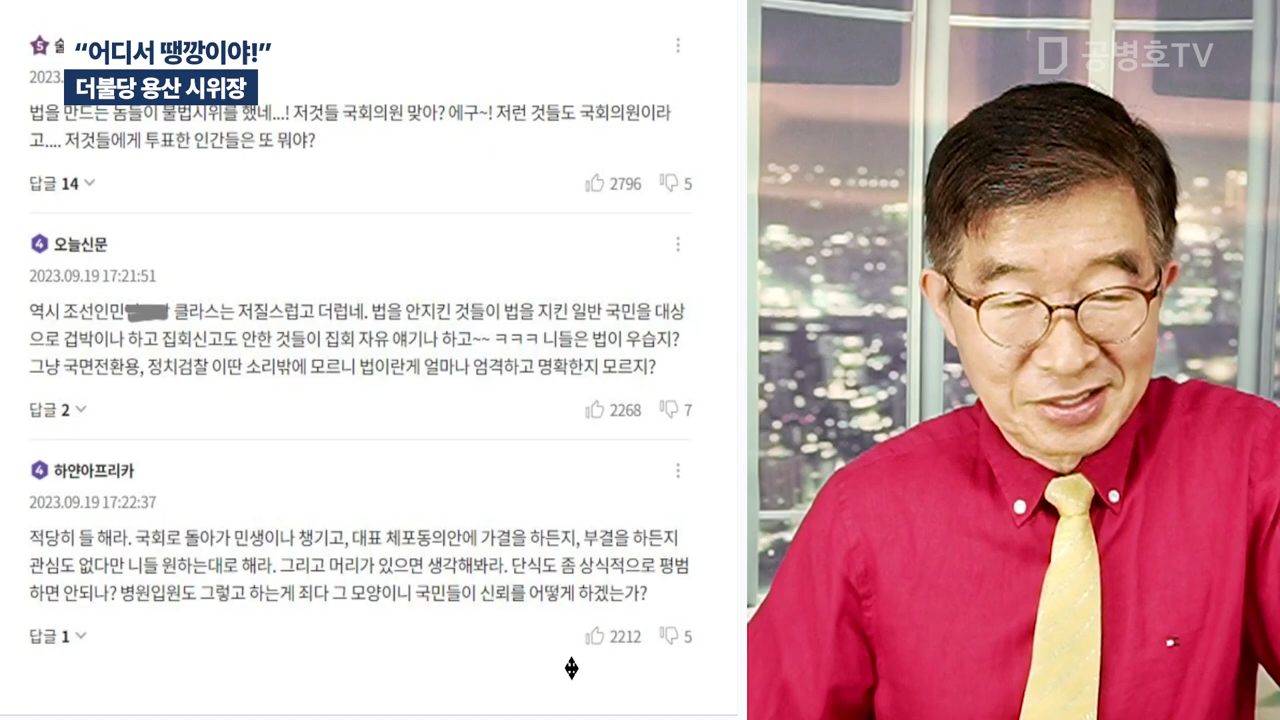 "어디서 땡깡이야!"
더불당 용산 시위장
공병호TV
5 술
2023.
법을 만드는 놈들이 불법시위를 했네...! 저것들 국회의원 맞아? 에구~! 저런 것들도 국회의원이라
고.... 저것들에게 투표한 인간들은 또 뭐야?
답글 14
2796 5
4 오늘신문
2023.09.19 17:21:51
역시 조선인민 클라스는 저질스럽고 더럽네. 법을 안지킨 것들이 법을 지킨 일반 국민을 대상
으로 겁박이나 하고 집회신고도 안한 것들이 집회 자유 얘기나 하고~~ ㅋㅋㅋ 니들은 법이 우습지?
그냥 국면전환용, 정치검찰 이딴 소리밖에 모르니 법이란게 얼마나 엄격하고 명확한지 모르지?
답글 2
2268 7
4 하얀아프리카
2023.09.19 17:22:37
적당히 들 해라. 국회로 돌아가 민생이나 챙기고, 대표 체포동의안에 가결을 하든지, 부결을 하든지
관심도 없다만 니들 원하는대로 해라. 그리고 머리가 있으면 생각해봐라. 단식도 좀 상식적으로 평범
하면 안되나? 병원입원도 그렇고 하는게 죄다 그 모양이니 국민들이 신뢰를 어떻게 하겠는가?
답글 1
2212 5